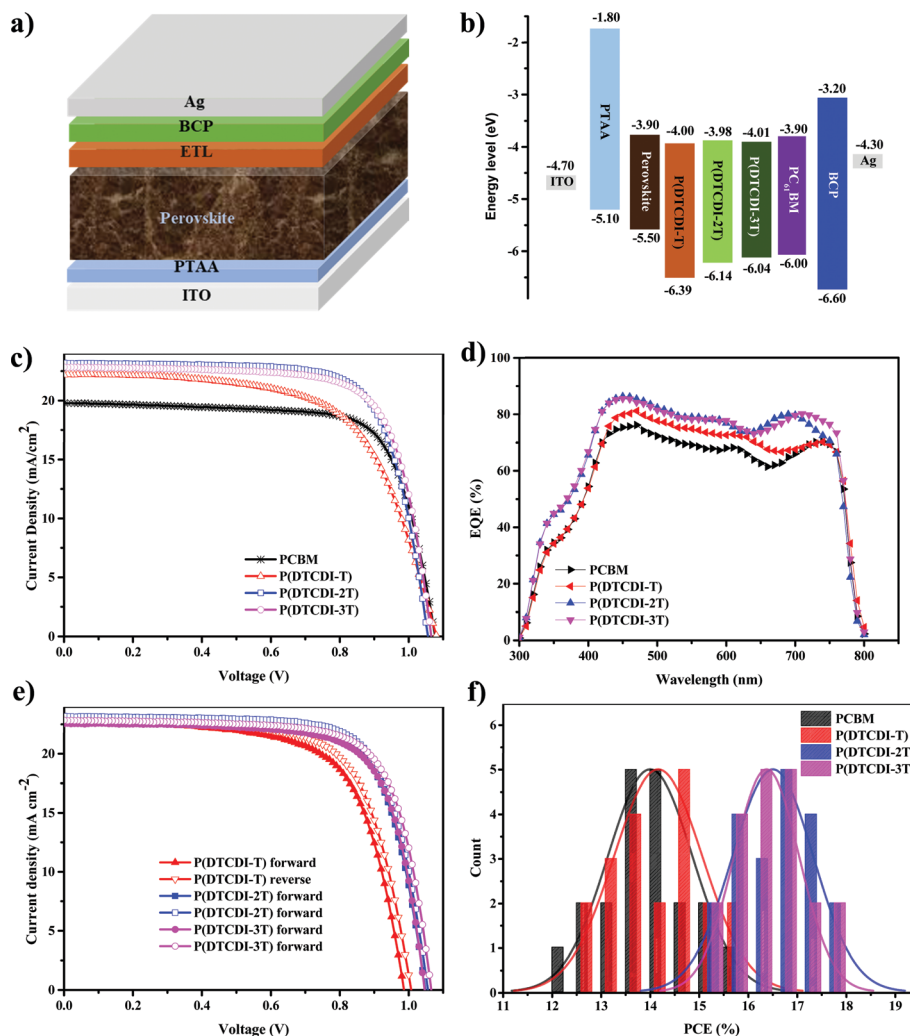 a)
Ag
BCP
ETL
Perovskite
PTAA
ITO
b)
Energy level (eV)
-2
-3
-4
-5
-6
-4.70
ITO
-1.80
PTAA
-5.10
-3.90
Perovskite
-5.50
-4.00
P(DTCDI-T)
-6.39
-3.98
P(DTCDI-2T)
-6.14
-4.01
P(DTCDI-3T)
-6.04
-3.90
PC61BM
-6.00
-3.20
BCP
-6.60
-4.30
Ag
c)
Current Density (mA/cm2)
20
15
10
5
0
PCBM
P(DTCDI-T)
P(DTCDI-2T)
P(DTCDI-3T)
0.0 0.2 0.4 0.6 0.8 1.0
Voltage (V)
d)
EQE (%)
100
80
60
40
20
0
PCBM
P(DTCDI-T)
P(DTCDI-2T)
P(DTCDI-3T)
300 400 500 600 700 800
Wavelength (nm)
e)
Current density (mA cm-2)
20
15
10
5
0
P(DTCDI-T) forward
P(DTCDI-T) reverse
P(DTCDI-2T) forward
P(DTCDI-2T) forward
P(DTCDI-3T) forward
P(DTCDI-3T) forward
0.0 0.2 0.4 0.6 0.8 1.0
Voltage (V)
f)
Count
6
5
4
3
2
1
0
PCBM
P(DTCDI-T)
P(DTCDI-2T
P(DTCDI-3T
11 12 13 14 15 16 17 18 19
PCE (%)